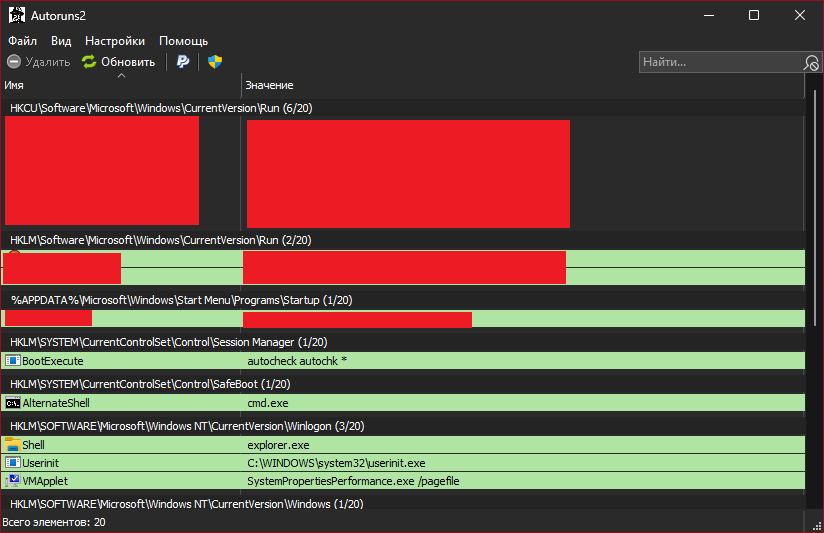 Autoruns2
Файл Вид Настройки Помощь
Удалить Обновить Найти...
Имя Значение
HKCU\Software\Microsoft\Windows\CurrentVersion\Run (6/20)
HKLM\Software\Microsoft\Windows\CurrentVersion\Run (2/20)
%APPDATA%\Microsoft\Windows\Start Menu\Programs\Startup (1/20)
HKLM\SYSTEM\CurrentControlSet\Control\Session Manager (1/20)
BootExecute autocheck autochk *
HKLM\SYSTEM\CurrentControlSet\Control\SafeBoot (1/20)
AlternateShell cmd.exe
HKLM\SOFTWARE\Microsoft\Windows NT\CurrentVersion\Winlogon (3/20)
Shell explorer.exe
Userinit C:\WINDOWS\system32\userinit.exe
VMApplet SystemPropertiesPerformance.exe /pagefile
HKLM\SOFTWARE\Microsoft\Windows NT\CurrentVersion\Windows (1/20)
Всего элементов: 20